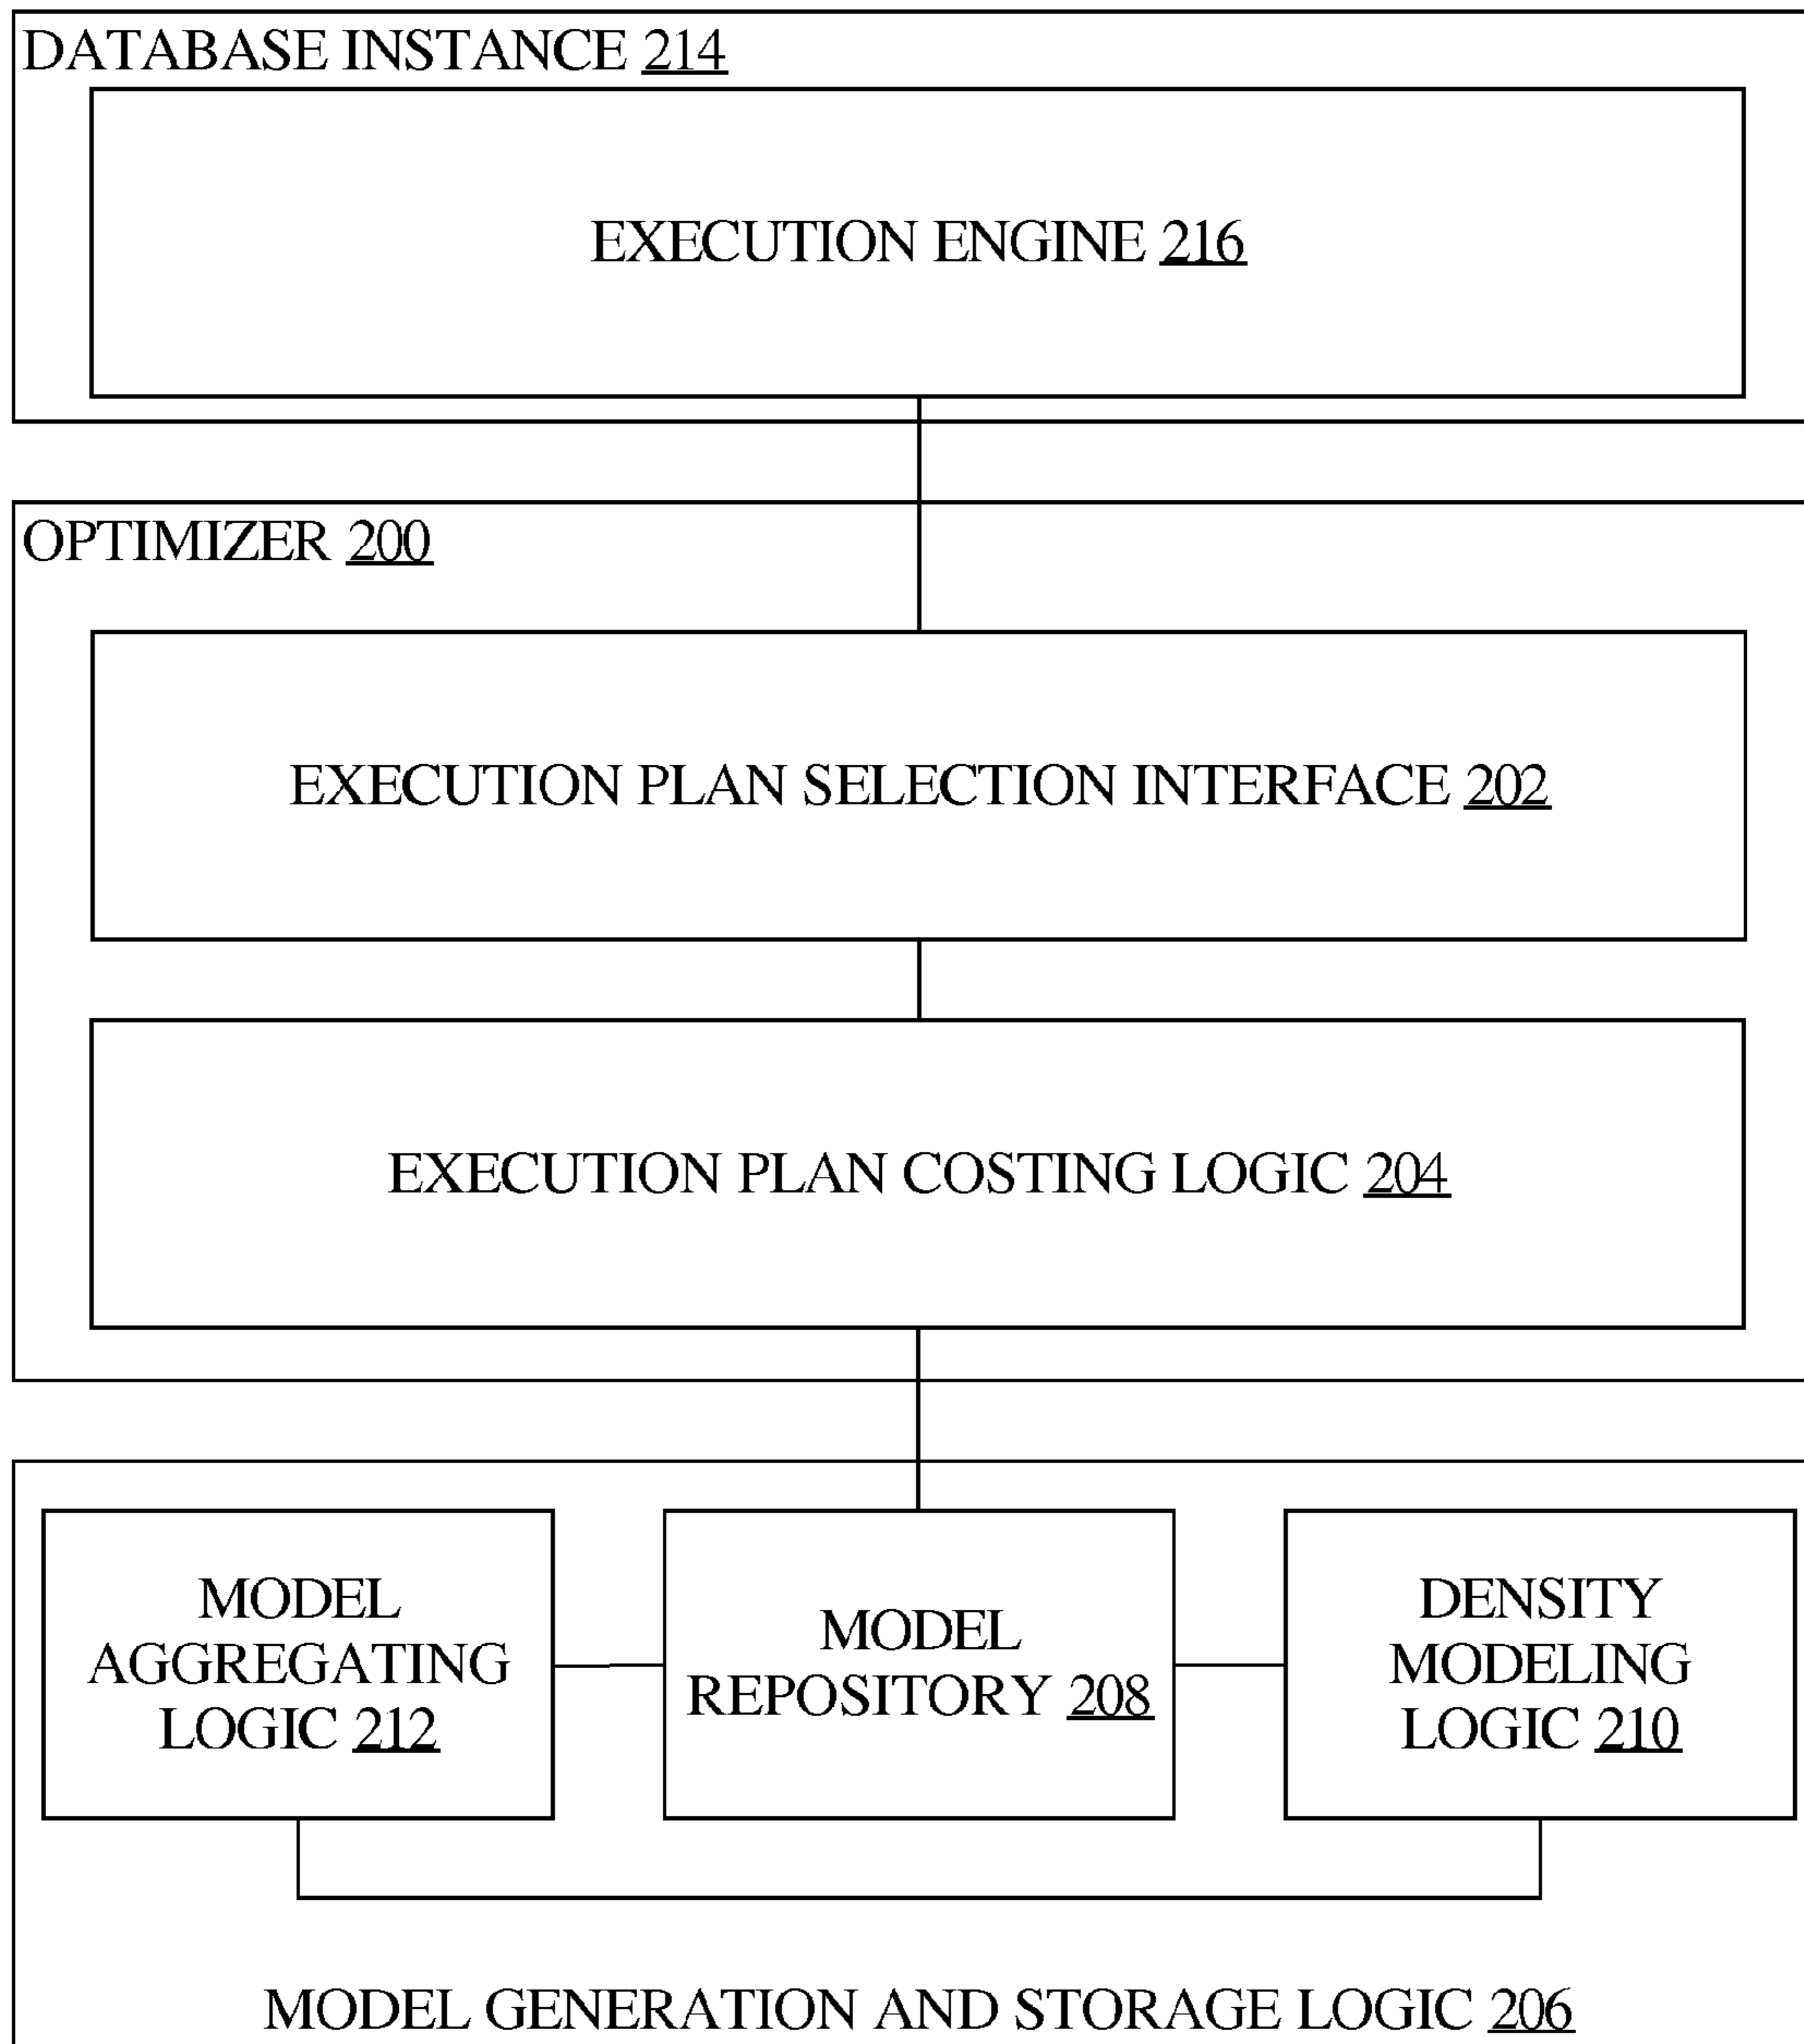 DATABASE INSTANCE 214
EXECUTION ENGINE 216
OPTIMIZER 200
EXECUTION PLAN SELECTION INTERFACE 202
EXECUTION PLAN COSTING LOGIC 204
MODEL
AGGREGATING
LOGIC 212
MODEL
REPOSITORY 208
DENSITY
MODELING
LOGIC 210
MODEL GENERATION AND STORAGE LOGIC 206